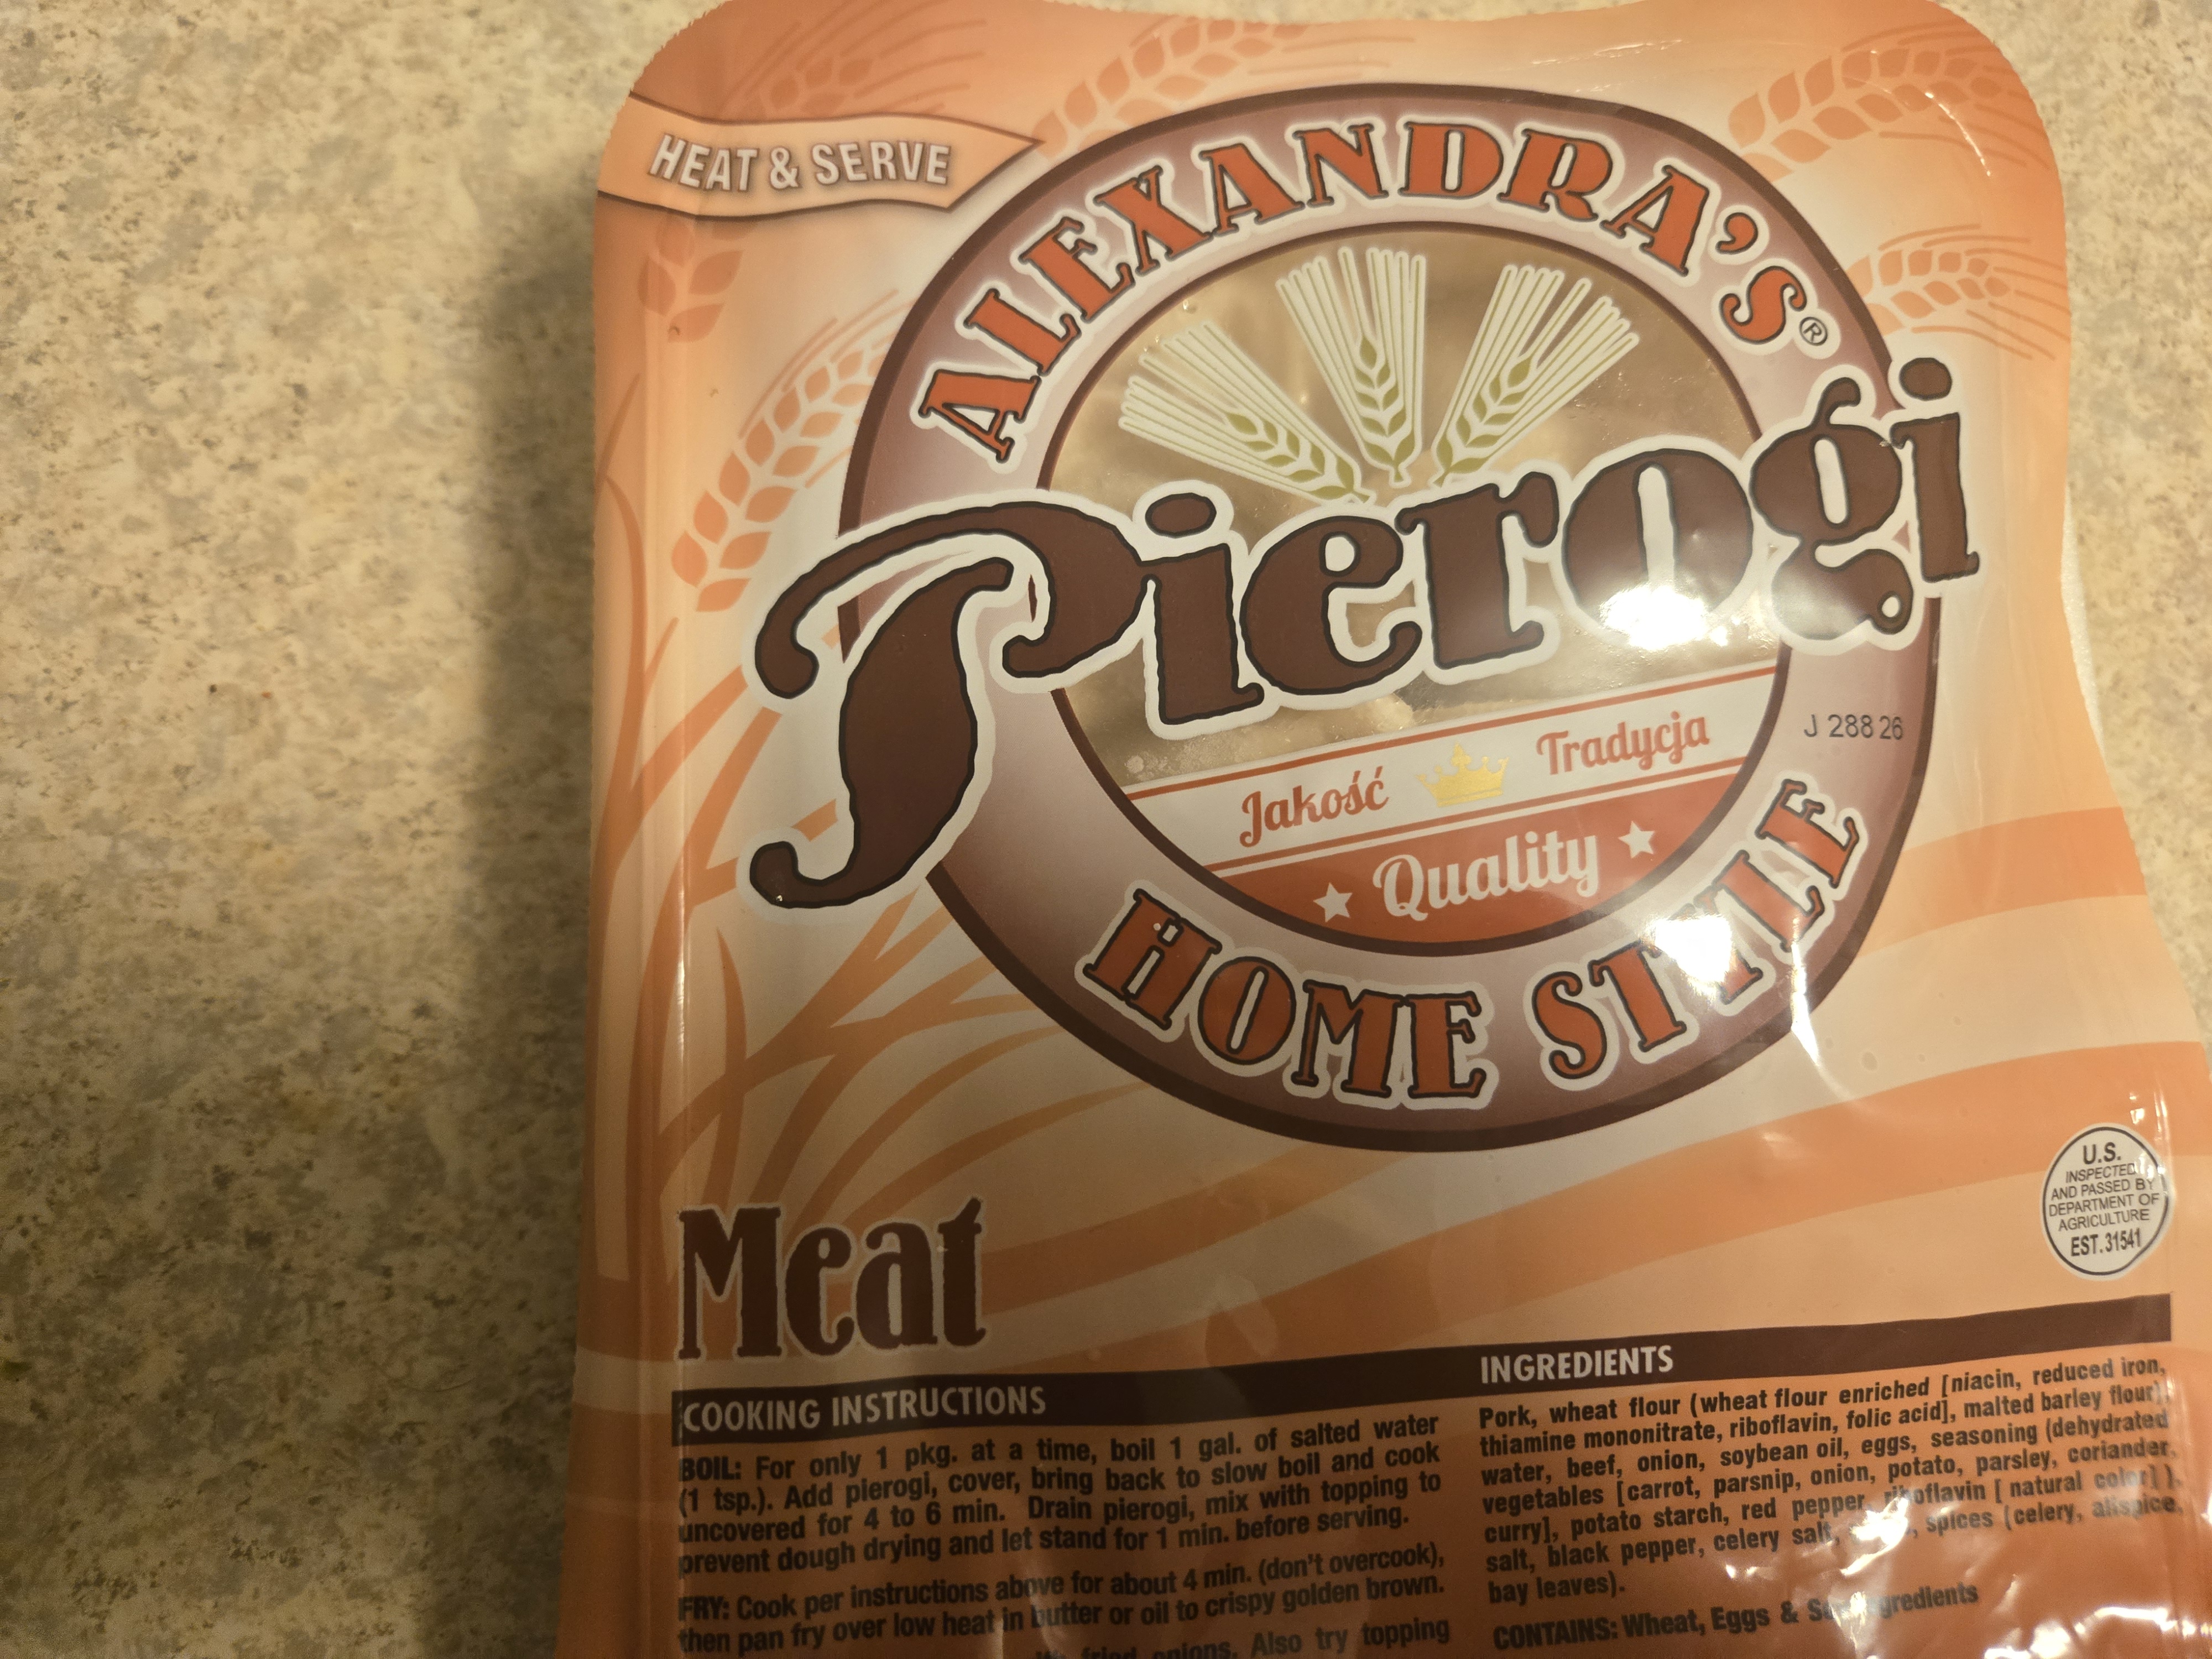 HEAT & SERVE
ALEXANDRA'S®
Pierogi
Jakość Tradycja
Quality
J 288 26
HOME STYLE
U.S.
INSPECTED
AND PASSED BY
DEPARTMENT OF
AGRICULTURE
EST. 31541
Meat
COOKING INSTRUCTIONS
BOIL: For only 1 pkg. at a time, boil 1 gal. of salted water
(1 tsp.). Add pierogi, cover, bring back to slow boil and cook
uncovered for 4 to 6 min. Drain pierogi, mix with topping to
prevent dough drying and let stand for 1 min. before serving.
FRY: Cook per instructions above for about 4 min. (don't overcook),
then pan fry over low heat in butter or oil to crispy golden brown.
fried onions. Also try topping
INGREDIENTS
Pork, wheat flour (wheat flour enriched [niacin, reduced iron,
thiamine mononitrate, riboflavin, folic acid], malted barley flour),
water, beef, onion, soybean oil, eggs, seasoning (dehydrated
vegetables [carrot, parsnip, onion, potato, parsley, coriander,
curry], potato starch, red pepper, riboflavin [ natural color] ),
salt, black pepper, celery salt, spices (celery, allspice,
bay leaves).
CONTAINS: Wheat, Eggs &